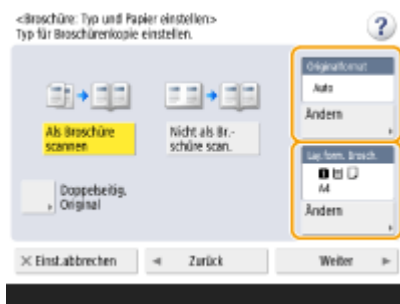 <Broschüre: Typ und Papier einstellen>
Typ für Broschürenkopie einstellen.
?
Als Broschüre
scannen
Nicht als Br.-
schüre scan.
Doppelseitig.
Original
Originalformat
Auto
Ändern
Lay.form. Brosch.
1
A4
Ändern
× Einst.abbrechen
Zurück
Weiter